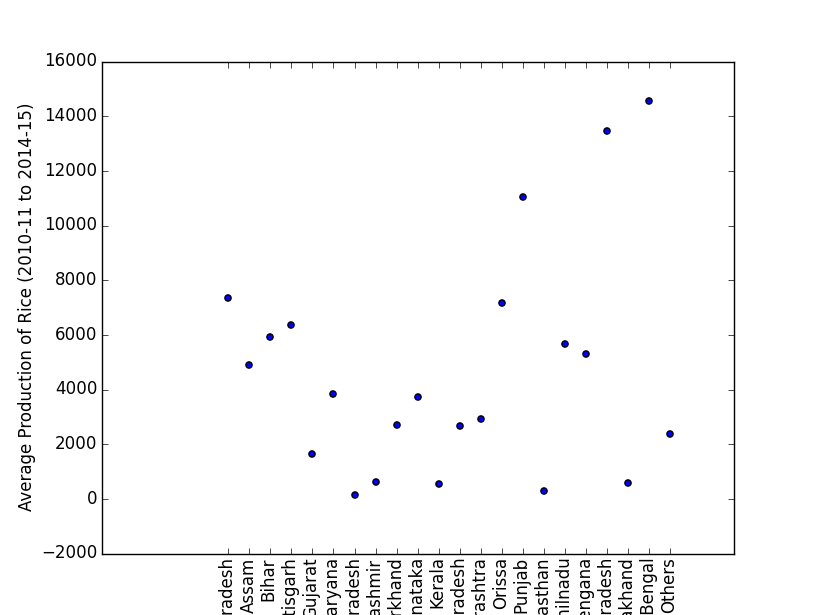 16000
14000
12000
10000
8000
6000
4000
2000
0
−2000
Average Production of Rice (2010-11 to 2014-15)
radesh
Assam
Bihar
tisgarh
Gujarat
aryana
radesh
ashmir
rkhand
nataka
Kerala
radesh
rashtra
Orissa
Punjab
asthan
nilnadu
engana
radesh
akhand
Bengal
Others